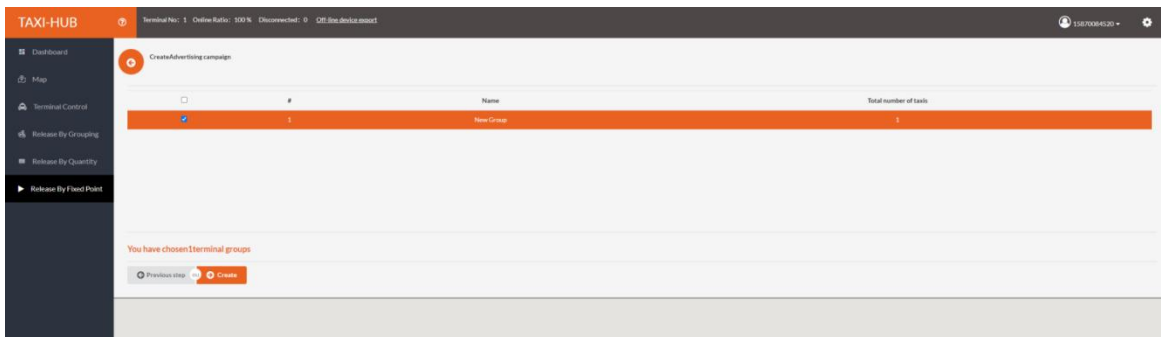 TAXI-HUB
Terminal No: 1 Online Ratio: 100 % Disconnected: 0 Off-line device export
15870084520
Dashboard
Map
Terminal Control
Release By Grouping
Release By Quantity
Release By Fixed Point
CreateAdvertising campaign
# Name Total number of taxis
1 New Group 1
You have chosen1terminal groups
Previous step Create